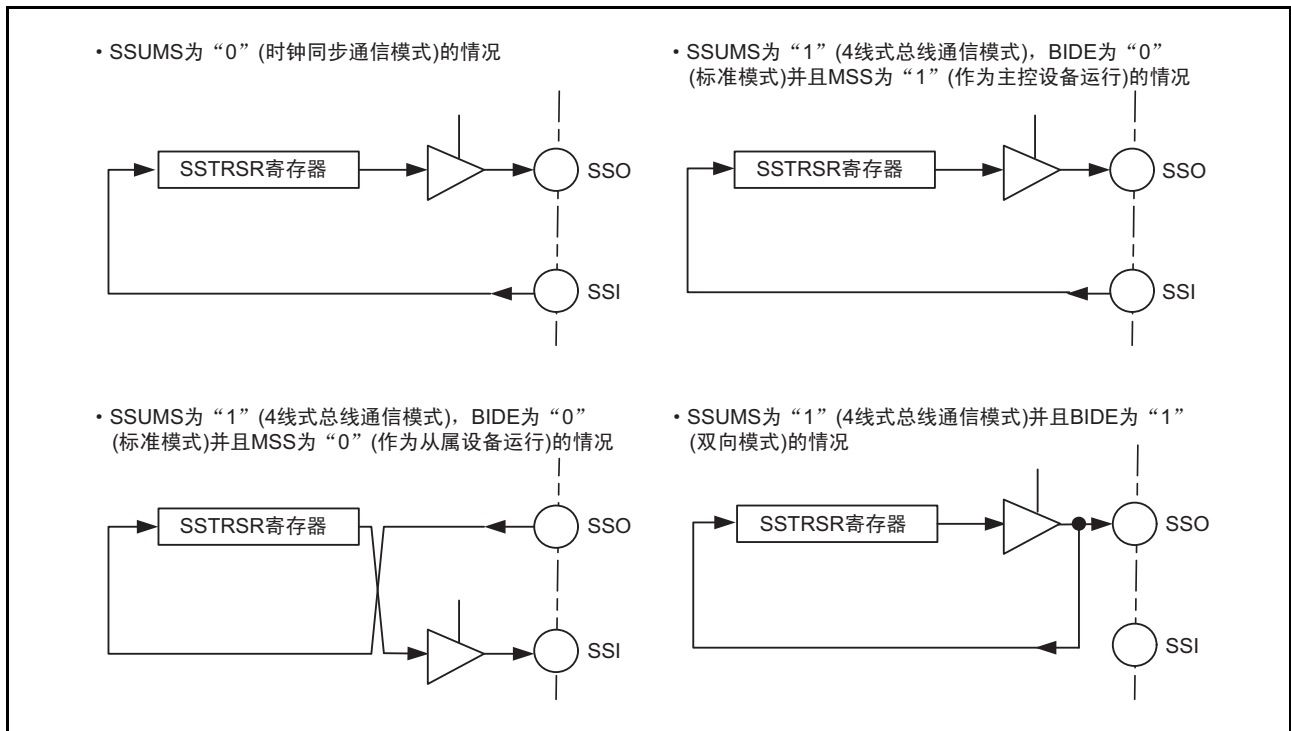 • SSUMS为“0”(时钟同步通信模式)的情况
SSTRSR寄存器
SSO
SSI
• SSUMS为“1”(4线式总线通信模式)，BIDE为“0”
(标准模式)并且MSS为“1”(作为主控设备运行)的情况
SSTRSR寄存器
SSO
SSI
• SSUMS为“1”(4线式总线通信模式)，BIDE为“0”
(标准模式)并且MSS为“0”(作为从属设备运行)的情况
SSTRSR寄存器
SSO
SSI
• SSUMS为“1”(4线式总线通信模式)并且BIDE为“1”
(双向模式)的情况
SSTRSR寄存器
SSO
SSI